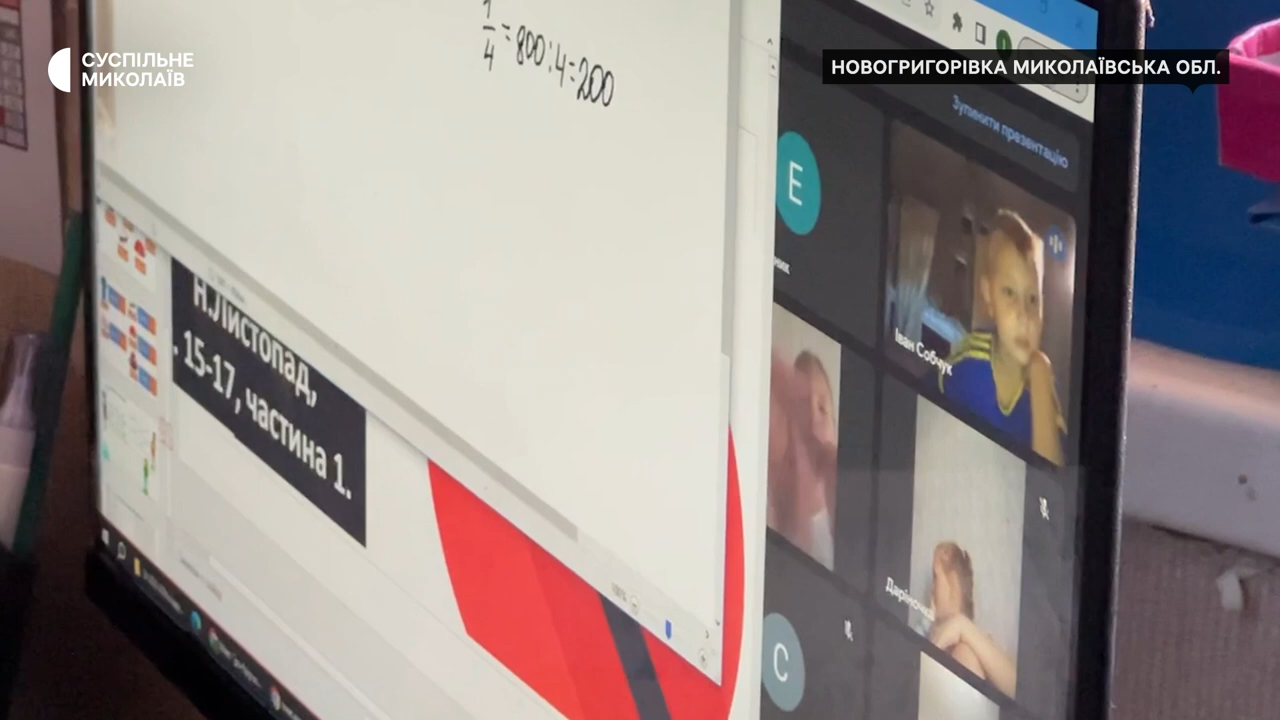 СУСПІЛЬНЕ
МИКОЛАЇВ
НОВОГРИГОРІВКА МИКОЛАЇВСЬКА ОБЛ.
1
4
=800:4=200
Зупинити презентацію
E
Іван Собчук
Н.Листопад,
. 15-17, частина 1.
C